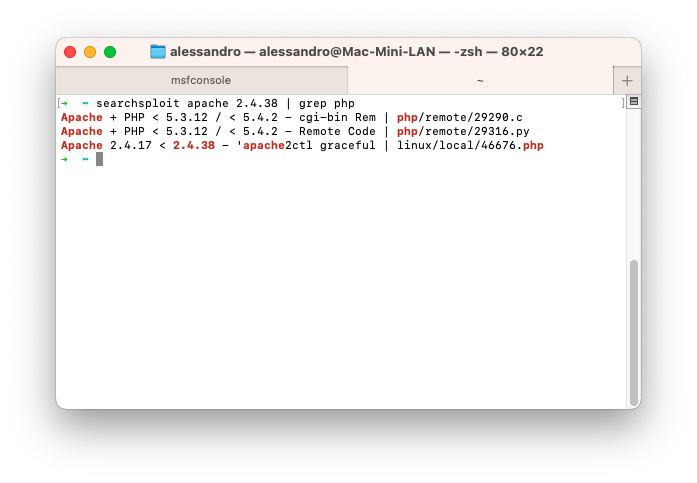 alessandro — alessandro@Mac-Mini-LAN — -zsh — 80×22
msfconsole
~
+
[➜  ~ searchsploit apache 2.4.38 | grep php ]
Apache + PHP < 5.3.12 / < 5.4.2 - cgi-bin Rem | php/remote/29290.c
Apache + PHP < 5.3.12 / < 5.4.2 - Remote Code | php/remote/29316.py
Apache 2.4.17 < 2.4.38 - 'apache2ctl graceful | linux/local/46676.php
➜  ~